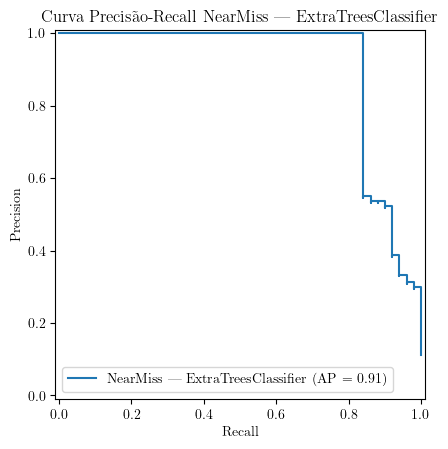 Curva Precisão-Recall NearMiss — ExtraTreesClassifier
1.0
0.8
0.6
0.4
0.2
0.0
Precision
NearMiss — ExtraTreesClassifier (AP = 0.91)
0.0 0.2 0.4 0.6 0.8 1.0
Recall